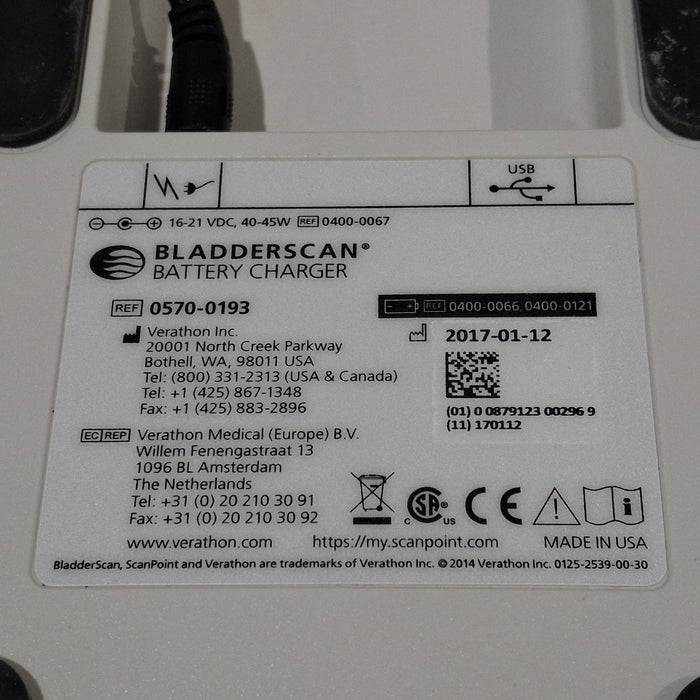 USB
16-21 VDC, 40-45W REF 0400-0067
BLADDERSCAN®
BATTERY CHARGER
REF 0570-0193
REF 0400-0066, 0400-0121
Verathon Inc.
20001 North Creek Parkway
Bothell, WA, 98011 USA
Tel: (800) 331-2313 (USA & Canada)
Tel: +1 (425) 867-1348
Fax: +1 (425) 883-2896
2017-01-12
(01) 0 0879123 00296 9
(11) 170112
EC REP Verathon Medical (Europe) B.V.
Willem Fenengastraat 13
1096 BL Amsterdam
The Netherlands
Tel: +31 (0) 20 210 30 91
Fax: +31 (0) 20 210 30 92
C SA® US CE
www.verathon.com https://my.scanpoint.com MADE IN USA
BladderScan, ScanPoint and Verathon are trademarks of Verathon Inc. © 2014 Verathon Inc. 0125-2539-00-30